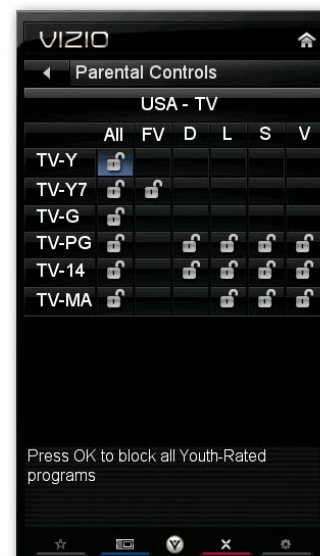 VIZIO
Parental Controls
USA - TV
All FV D L S V
TV-Y
TV-Y7
TV-G
TV-PG
TV-14
TV-MA
Press OK to block all Youth-Rated
programs
V